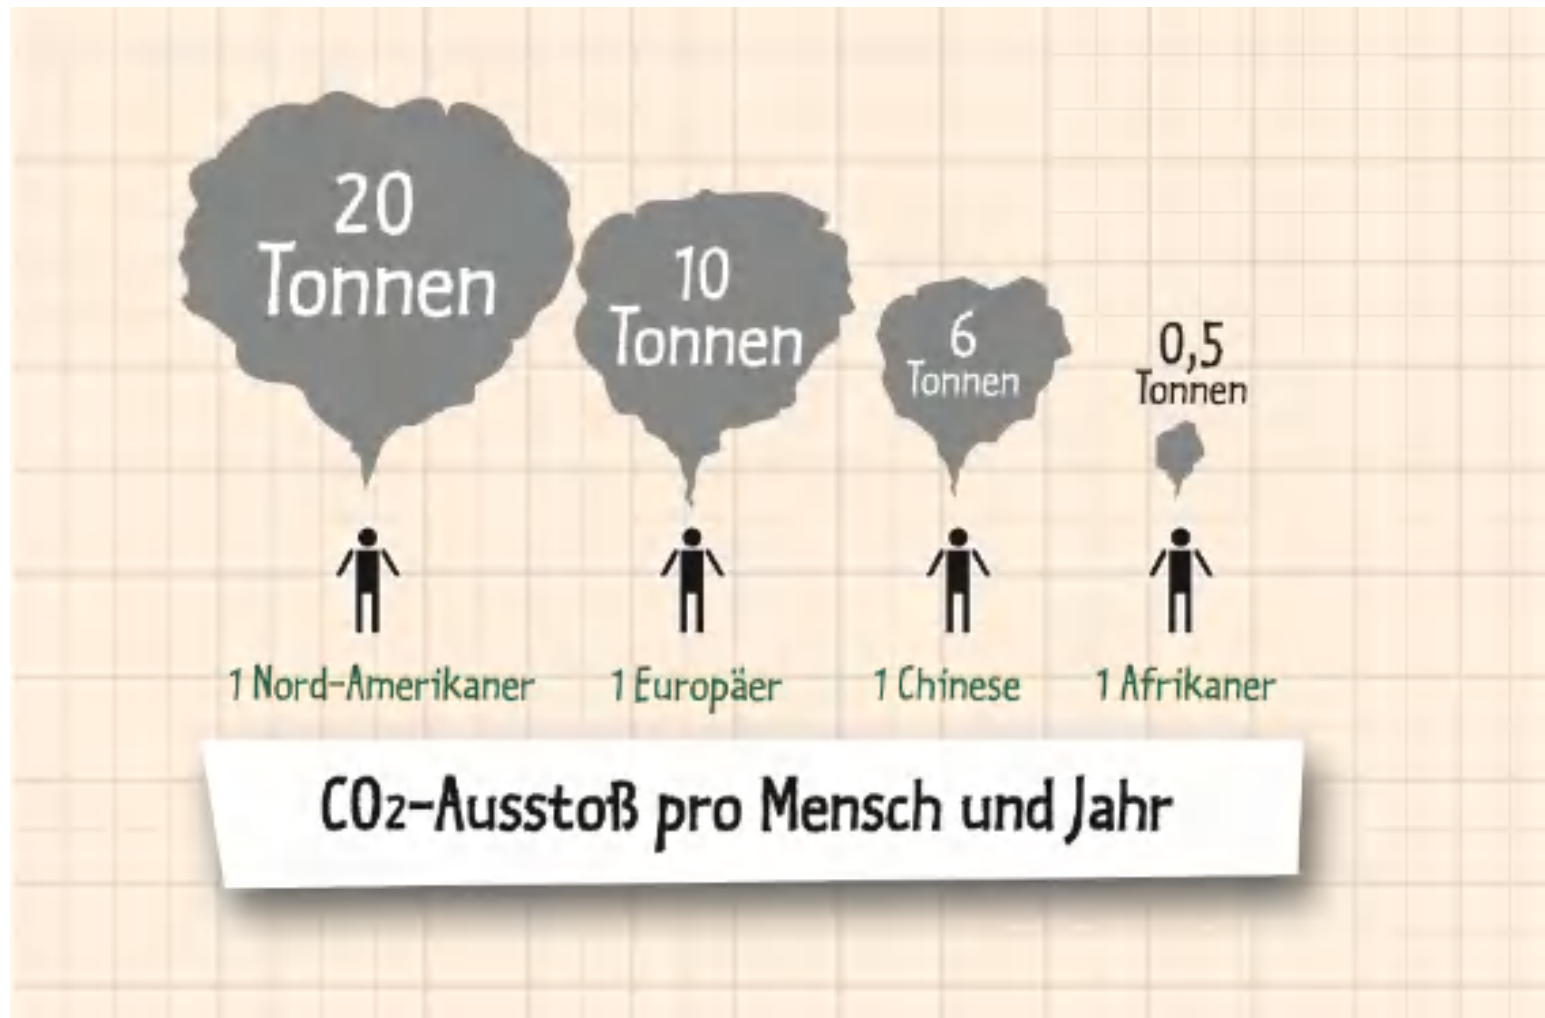 20
Tonnen
10
Tonnen
6
Tonnen
0,5
Tonnen
1 Nord-Amerikaner
1 Europäer
1 Chinese
1 Afrikaner
CO2-Ausstoß pro Mensch und Jahr